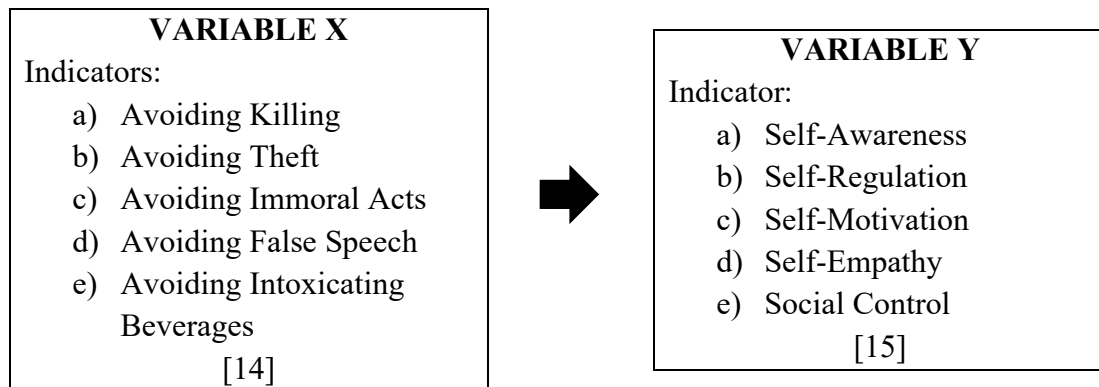 VARIABLE X
Indicators:
a) Avoiding Killing
b) Avoiding Theft
c) Avoiding Immoral Acts
d) Avoiding False Speech
e) Avoiding Intoxicating
Beverages
[14]
VARIABLE Y
Indicator:
a) Self-Awareness
b) Self-Regulation
c) Self-Motivation
d) Self-Empathy
e) Social Control
[15]